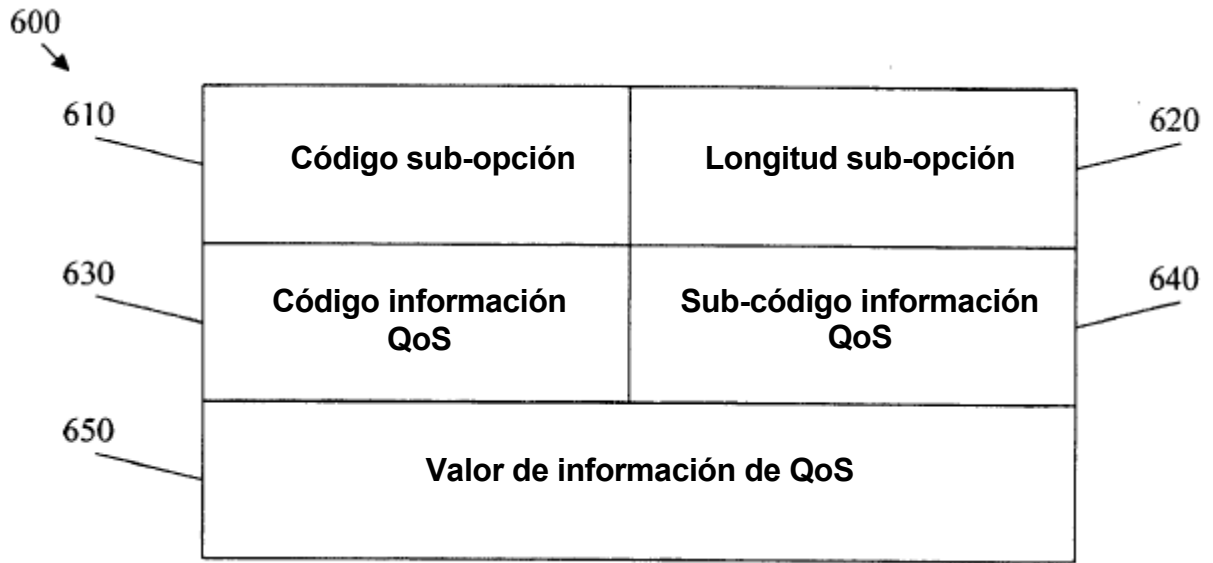 600
610
620
Código sub-opción
Longitud sub-opción
630
640
Código información
QoS
Sub-código información
QoS
650
Valor de información de QoS